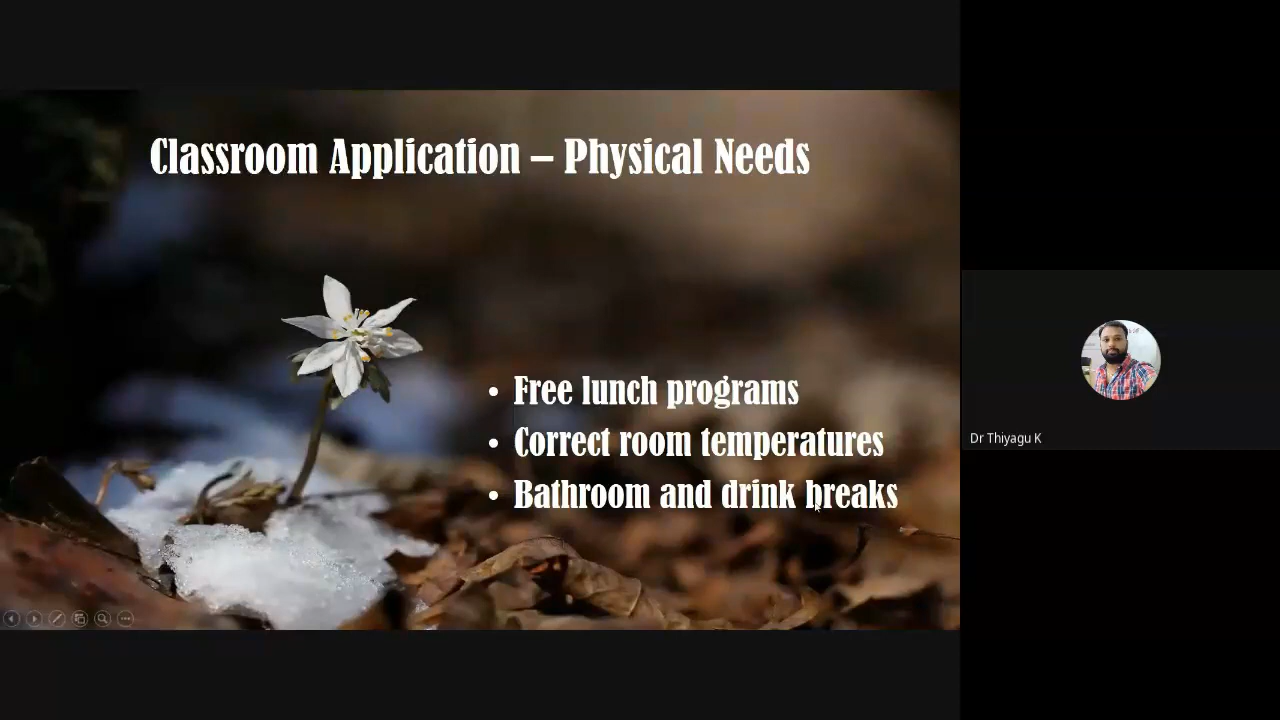 Classroom Application – Physical Needs
• Free lunch programs
• Correct room temperatures
• Bathroom and drink breaks
Dr Thiyagu K